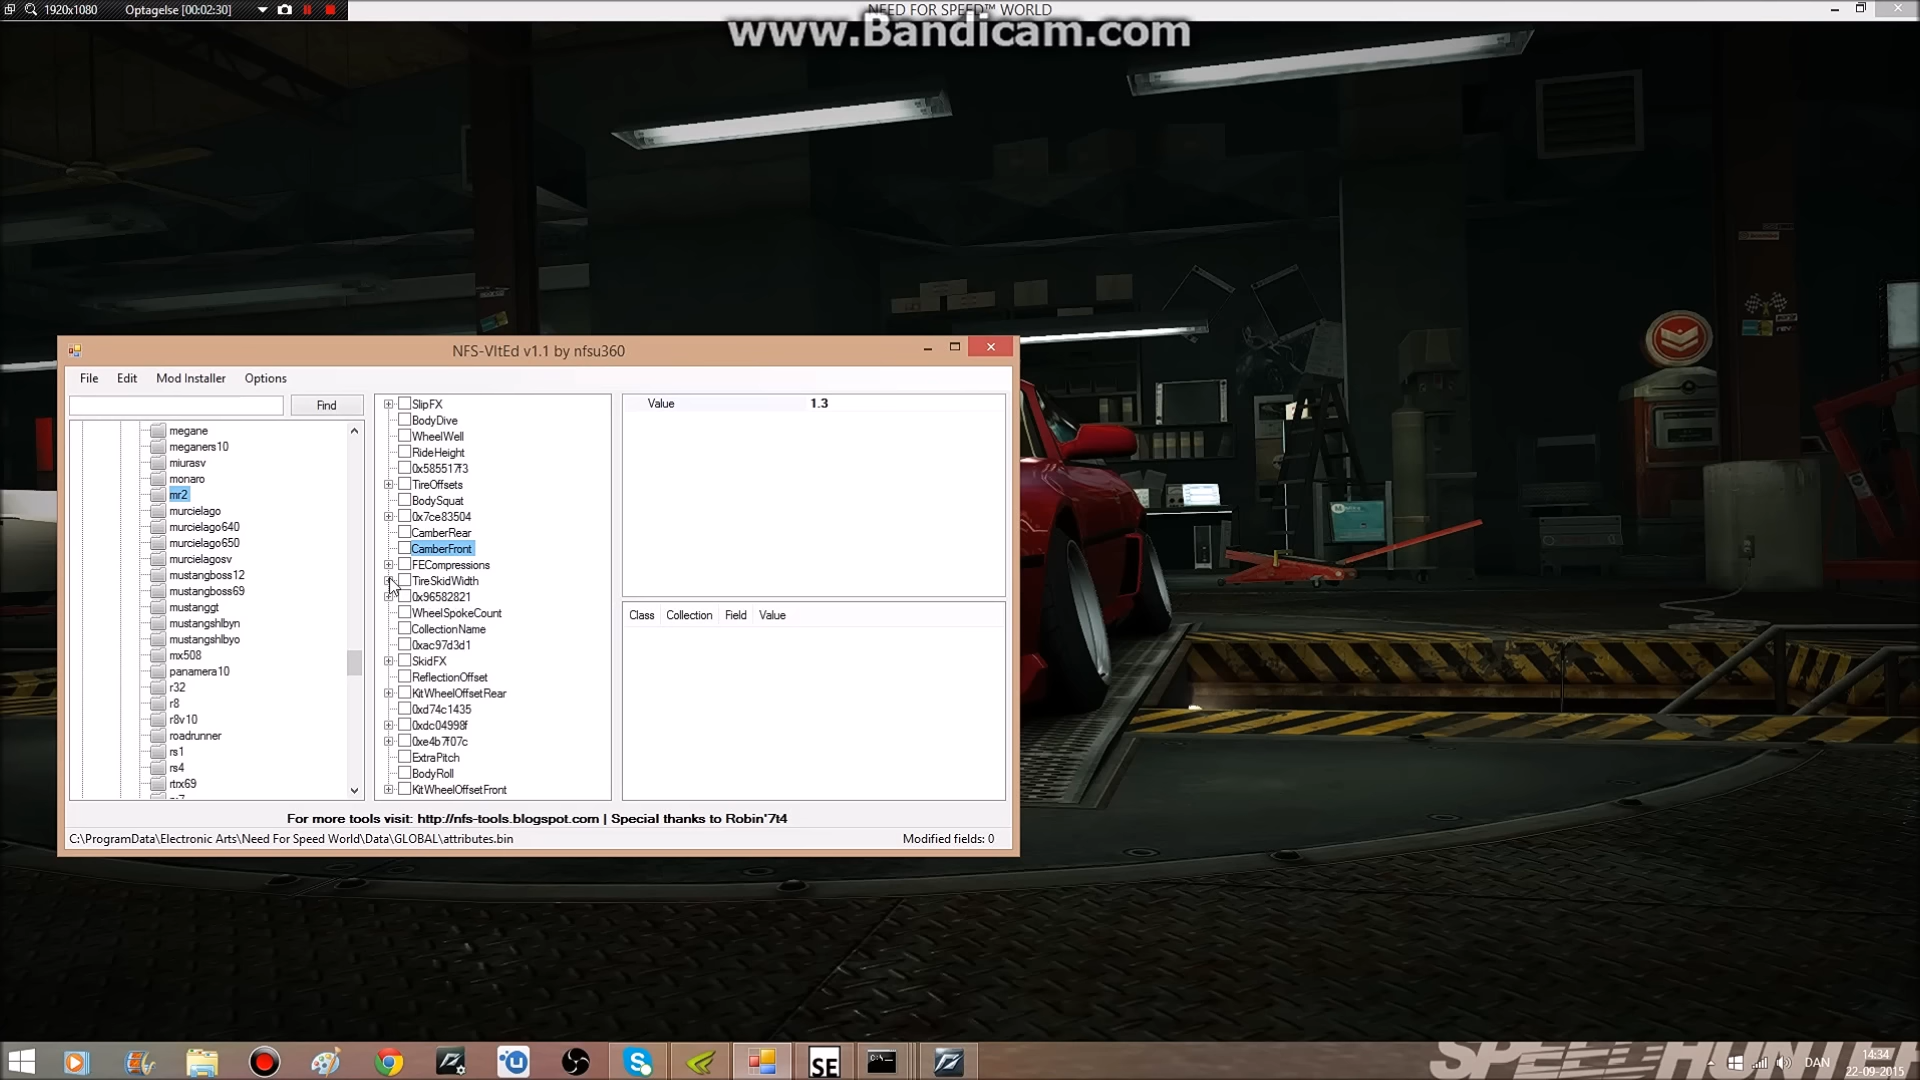 1920x1080 Optagelse [00:02:30]
NEED FOR SPEED™ WORLD
www.Bandicam.com
NFS-VltEd v1.1 by nfsu360
File Edit Mod Installer Options
Find
megane
meganers10
miurasv
monaro
mr2
murcielago
murcielago640
murcielago650
murcielagosv
mustangboss12
mustangboss69
mustanggt
mustangshlbyn
mustangshlbyo
mx508
panamera10
r32
r8
r8v10
roadrunner
rs1
rs4
rtrx69
SlipFX
BodyDive
WheelWell
RideHeight
0x585517f3
TireOffsets
BodySquat
0x7ce83504
CamberRear
CamberFront
FECompressions
TireSkidWidth
0x96582821
WheelSpokeCount
CollectionName
0xac97d3d1
SkidFX
ReflectionOffset
KitWheelOffsetRear
0xd74c1435
0xdc04998f
0xe4b7f07c
ExtraPitch
BodyRoll
KitWheelOffsetFront
Value 1.3
Class Collection Field Value
For more tools visit: http://nfs-tools.blogspot.com | Special thanks to Robin'7t4
C:\ProgramData\Electronic Arts\Need For Speed World\Data\GLOBAL\attributes.bin
Modified fields: 0
SPEEDHUNTER
SE
DAN
14:34
22-09-2015